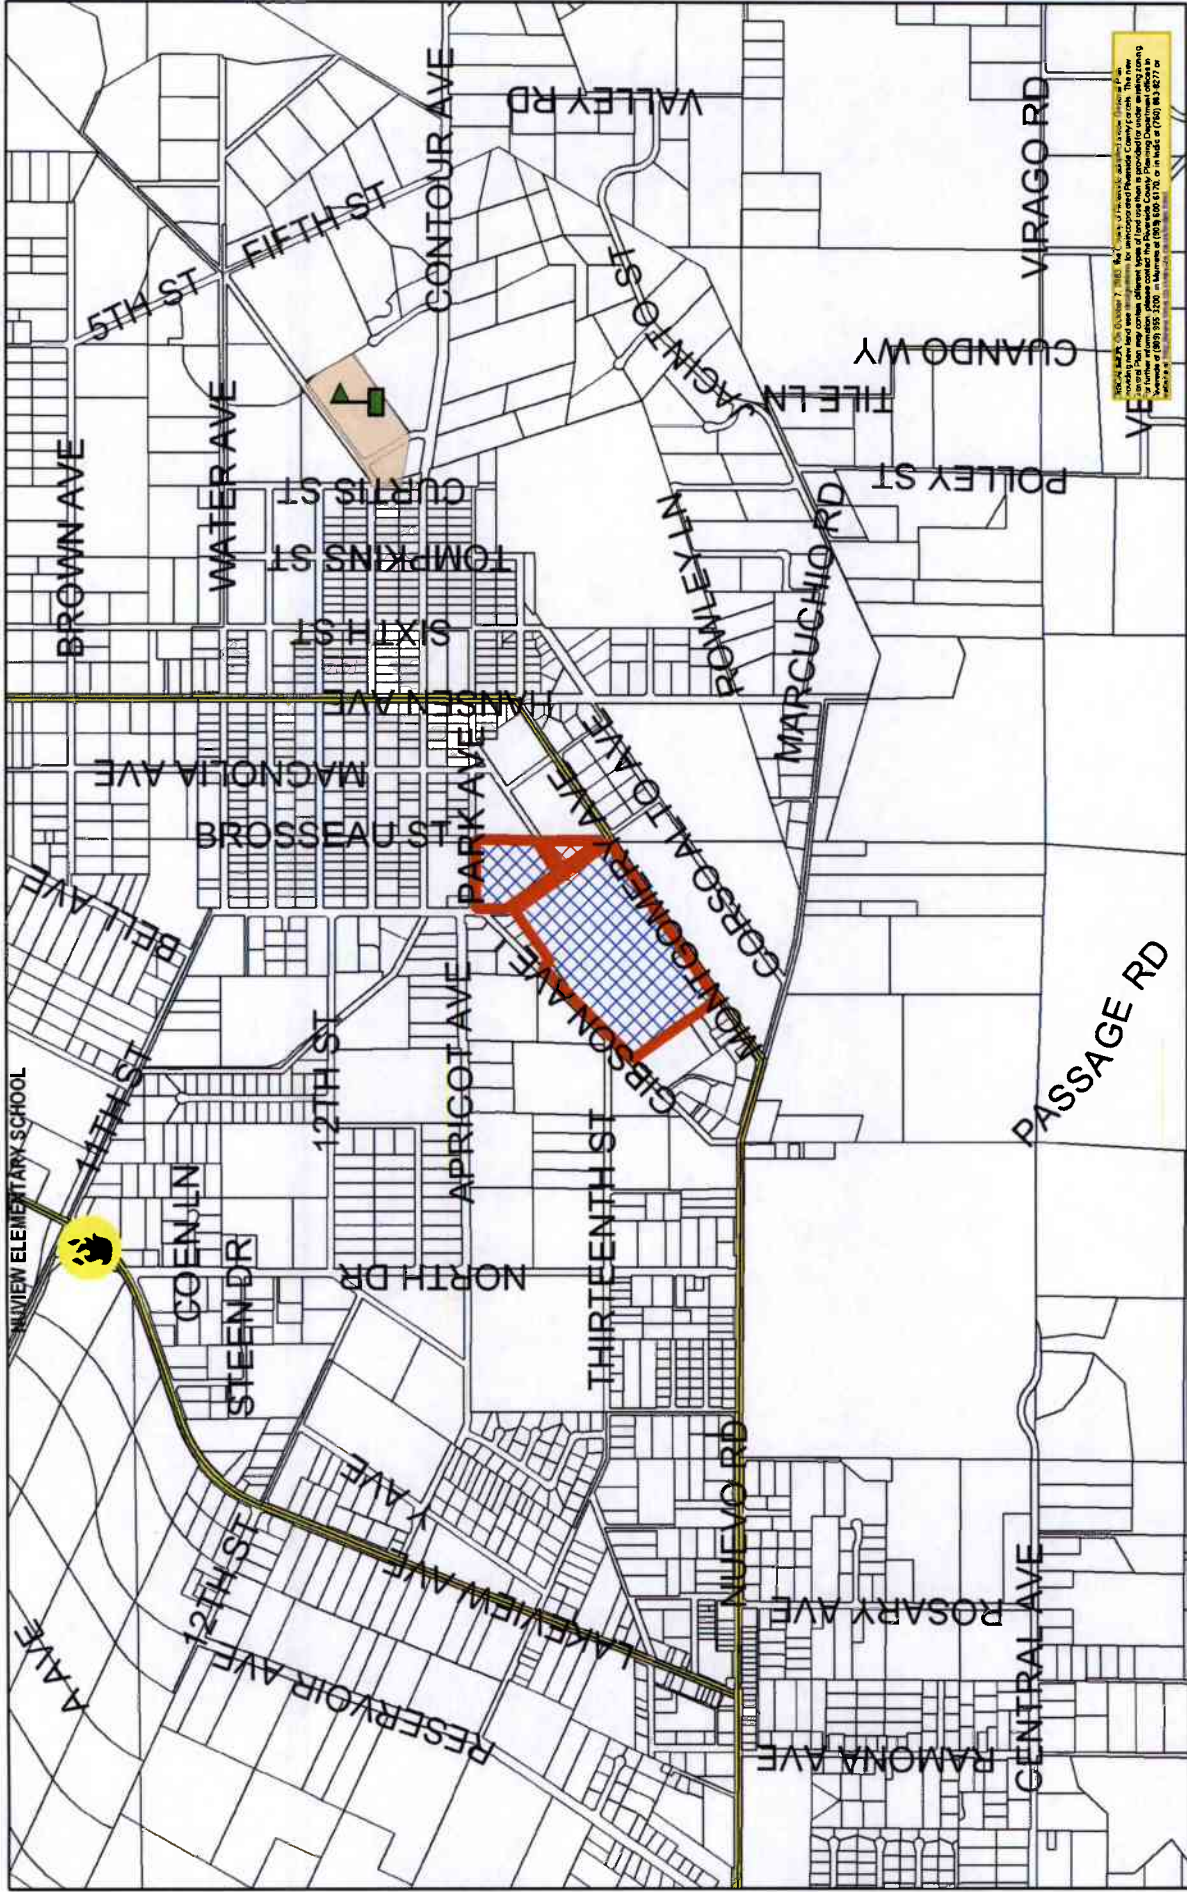 NUVIEW ELEMENTARY SCHOOL
A AVE
12TH ST
RESERVOIR AVE
LAKEVIEW AVE
Y AVE
STEEN DR
COEN LN
11TH ST
BELL AVE
NORTH DR
12TH ST
APRICOT AVE
THIRTEENTH ST
GIBSON AVE
MONTGOMERY AVE
CORSO ALTO AVE
PARK AVE
BROSSEAU ST
MAGNOLIA AVE
HANSEN AVE
SIXTH ST
TOMPKINS ST
CURTIS ST
BROWN AVE
WATER AVE
5TH ST
FIFTH ST
CONTOUR AVE
VALLEY RD
JACINTO ST
ROWLEY LN
MARCUCHIO RD
TILE LN
CUANDO WY
POLLEY ST
VIRAGO RD
VE
PASSAGE RD
NUEVO RD
ROSARY AVE
RAMONA AVE
CENTRAL AVE